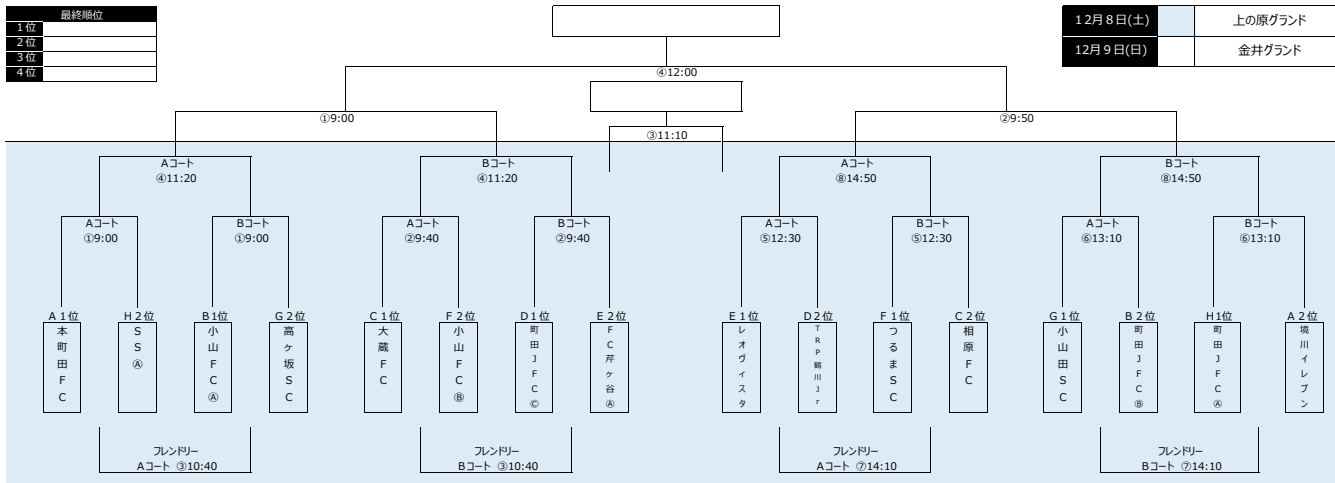 最終順位
1位
2位
3位
4位
12月8日(土)
上の原グランド
12月9日(日)
金井グランド
④12:00
①9:00
②9:50
③11:10
Aコート
④11:20
Bコート
④11:20
Aコート
⑧14:50
Bコート
⑧14:50
Aコート
①9:00
Bコート
①9:00
Aコート
②9:40
Bコート
②9:40
Aコート
⑤12:30
Bコート
⑤12:30
Aコート
⑥13:10
Bコート
⑥13:10
A1位
本町田FC
H2位
SSⒶ
B1位
小山FCⒶ
G2位
高ヶ坂SC
C1位
大蔵FC
F2位
小山FCⒷ
D1位
町田JFCⒸ
E2位
FC芹ヶ谷Ⓐ
E1位
レオヴィスタ
D2位
TRP鶴川Jr
F1位
つるまSC
C2位
相原FC
G1位
小山田SC
B2位
町田JFCⒷ
H1位
町田JFCⒶ
A2位
境川イレブン
フレンドリー
Aコート ③10:40
フレンドリー
Bコート ③10:40
フレンドリー
Aコート ⑦14:10
フレンドリー
Bコート ⑦14:10